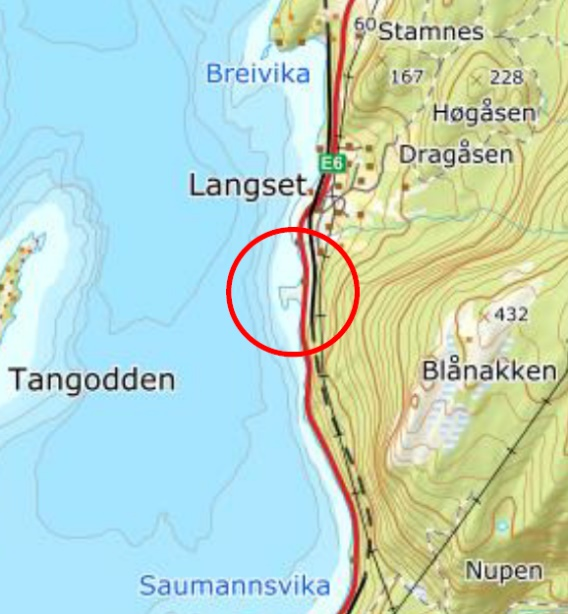 60
Stamnes
Breivika
167
228
Høgåsen
E6
Dragåsen
Langset
432
Tangodden
Blånakken
Nupen
Saumannsvika